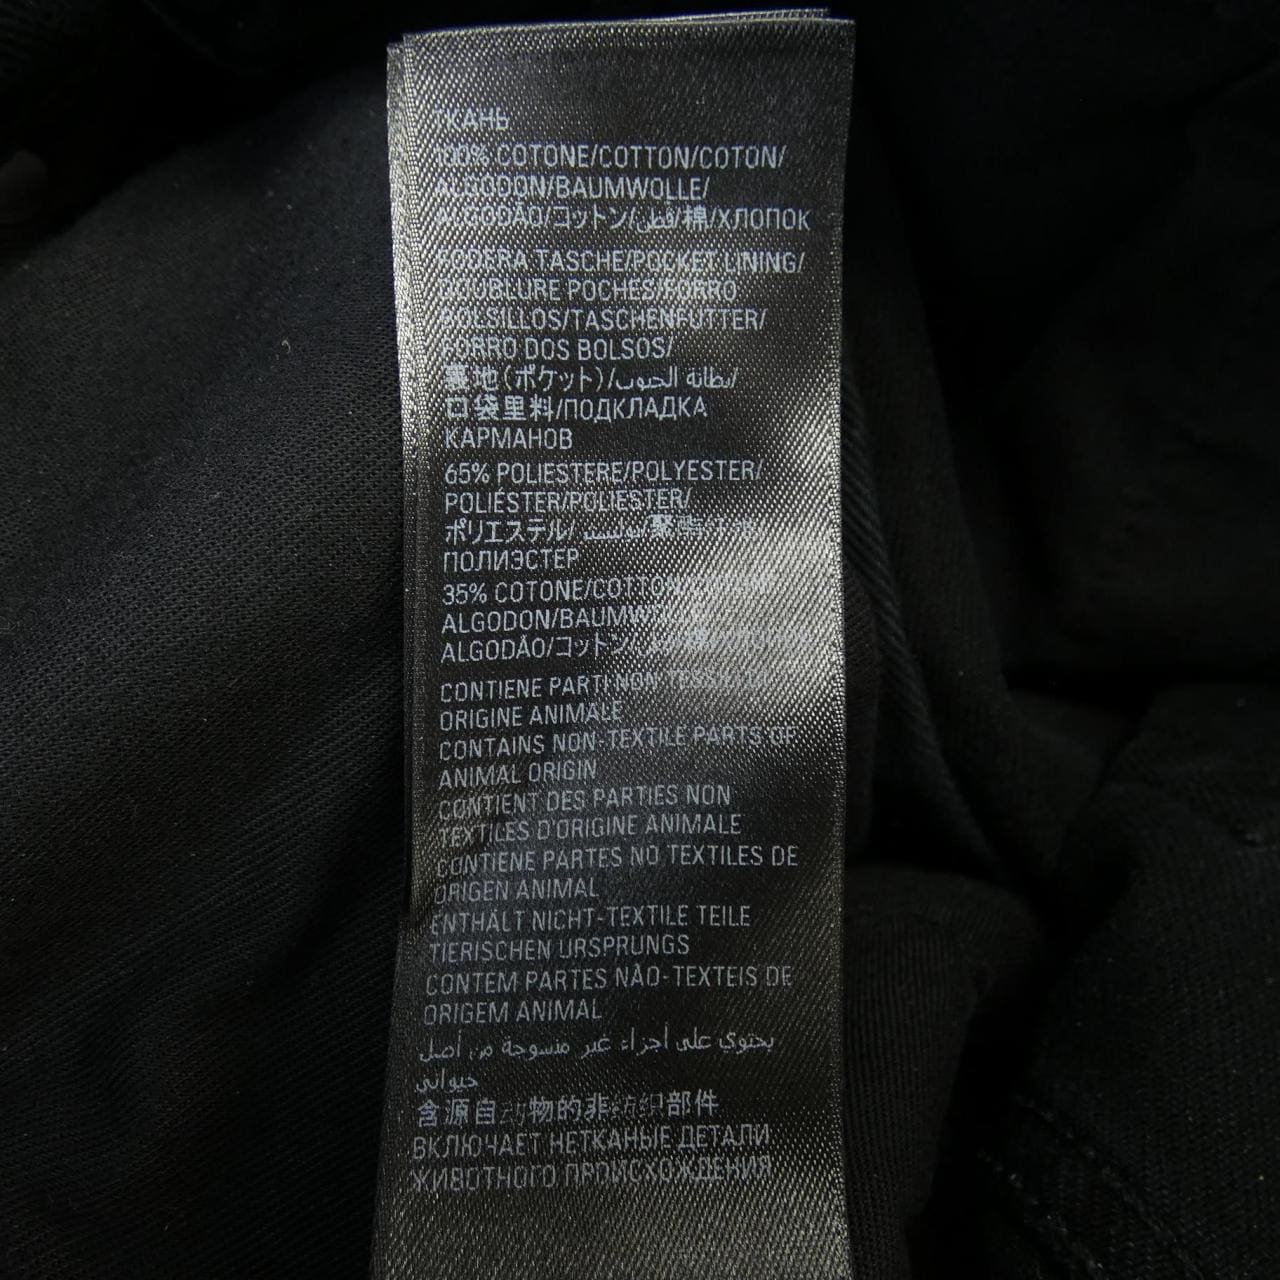 ТКАНЬ
100% COTONE/COTTON/COTON/
ALGODON/BAUMWOLLE/
ALGODÃO/コットン/قطن/棉/ХЛОПОК
FODERA TASCHE/POCKET LINING/
DOUBLURE POCHES/FORRO
BOLSILLOS/TASCHENFUTTER/
FORRO DOS BOLSOS/
裏地(ポケット)/بطانة الجيوب/
口袋里料/ПОДКЛАДКА
КАРМАНОВ
65% POLIESTERE/POLYESTER/
POLIÉSTER/POLIESTER/
ポリエステル/
ПОЛИЭСТЕР
35% COTONE/COTTON/
ALGODON/BAUMWOLLE/
ALGODÃO/コットン/
CONTIENE PARTI NON TESSILI DI
ORIGINE ANIMALE
CONTAINS NON-TEXTILE PARTS OF
ANIMAL ORIGIN
CONTIENT DES PARTIES NON
TEXTILES D'ORIGINE ANIMALE
CONTIENE PARTES NO TEXTILES DE
ORIGEN ANIMAL
ENTHÄLT NICHT-TEXTILE TEILE
TIERISCHEN URSPRUNGS
CONTEM PARTES NÃO-TEXTEIS DE
ORIGEM ANIMAL
يحتوي على أجزاء غير منسوجة من أصل
حيواني
含源自动物的非纺织部件
ВКЛЮЧАЕТ НЕТКАНЫЕ ДЕТАЛИ
ЖИВОТНОГО ПРОИСХОЖДЕНИЯ